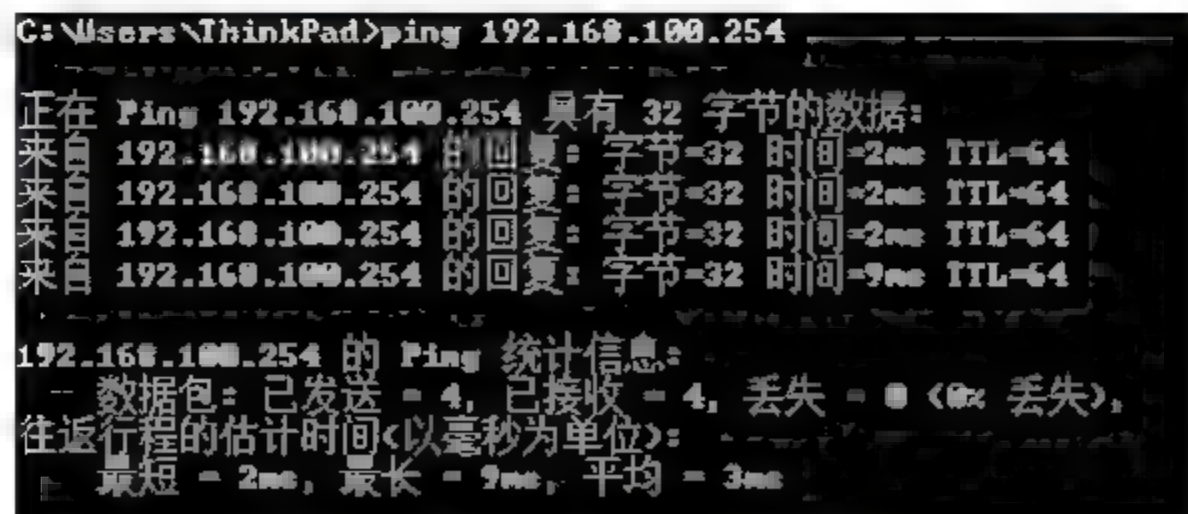 C:\Users\ThinkPad>ping 192.168.100.254
正在 Ping 192.168.100.254 具有 32 字节的数据:
来自 192.168.100.254 的回复: 字节=32 时间=2ms TTL=64
来自 192.168.100.254 的回复: 字节=32 时间=2ms TTL=64
来自 192.168.100.254 的回复: 字节=32 时间=2ms TTL=64
来自 192.168.100.254 的回复: 字节=32 时间=9ms TTL=64
192.168.100.254 的 Ping 统计信息:
数据包: 已发送 = 4, 已接收 = 4, 丢失 = 0 (0% 丢失),
往返行程的估计时间(以毫秒为单位):
最短 = 2ms, 最长 = 9ms, 平均 = 3ms